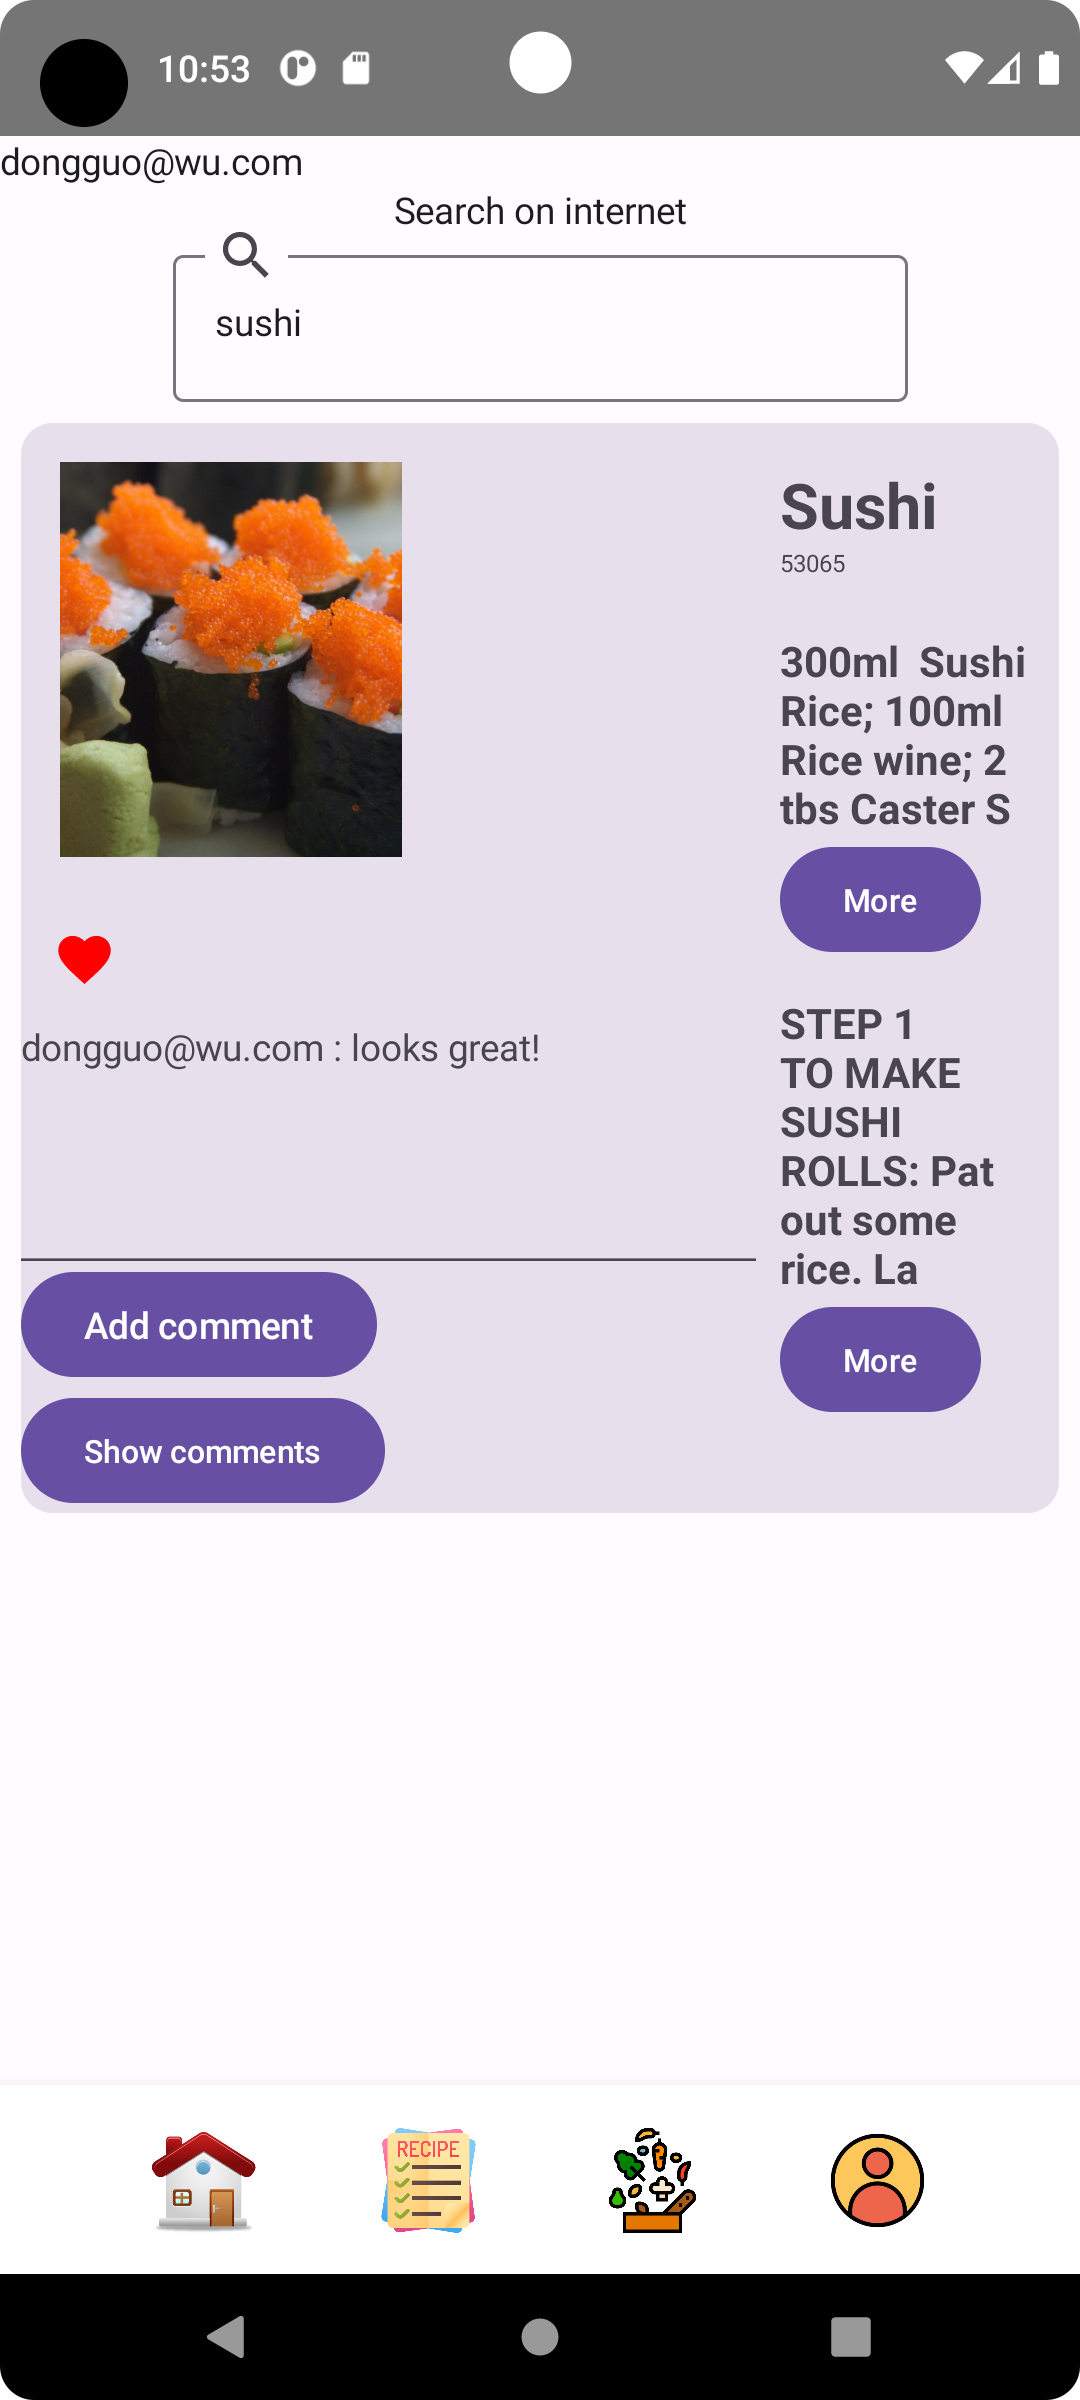 10:53
dongguo@wu.com
Search on internet
sushi
Sushi
53065
300ml  Sushi
Rice; 100ml
Rice wine; 2
tbs Caster S
More
dongguo@wu.com : looks great!
STEP 1
TO MAKE
SUSHI
ROLLS: Pat
out some
rice. La
Add comment
More
Show comments
RECIPE